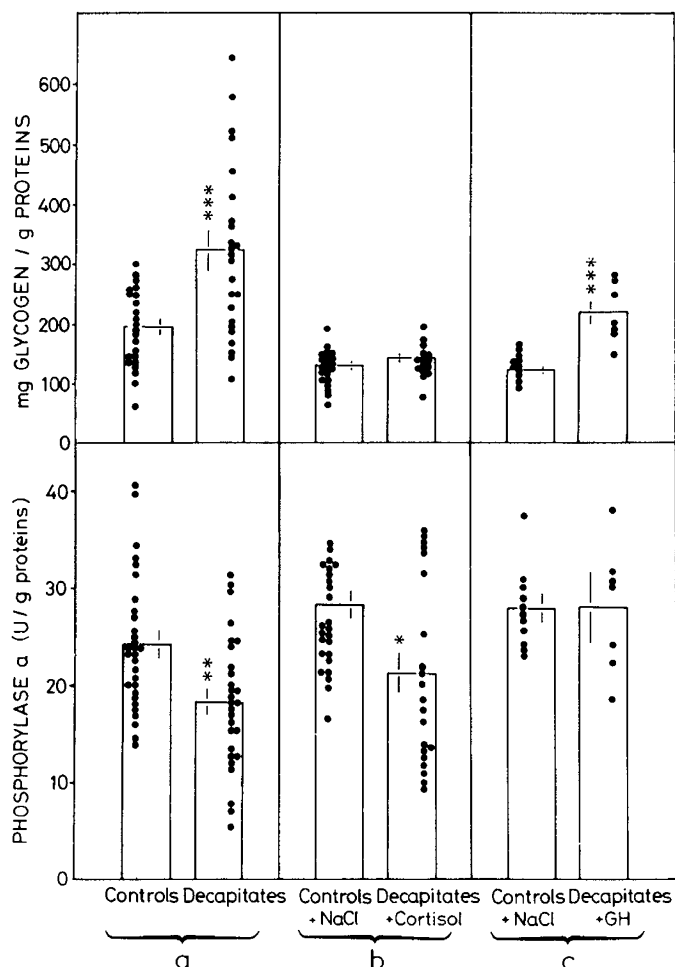 mg GLYCOGEN / g PROTEINS
600
500
400
300
200
100
0
***
***
PHOSPHORYLASE a (U/g proteins)
40
30
20
10
0
**
*
Controls Decapitates
Controls Decapitates
+ NaCl + Cortisol
Controls Decapitates
+ NaCl + GH
a
b
c